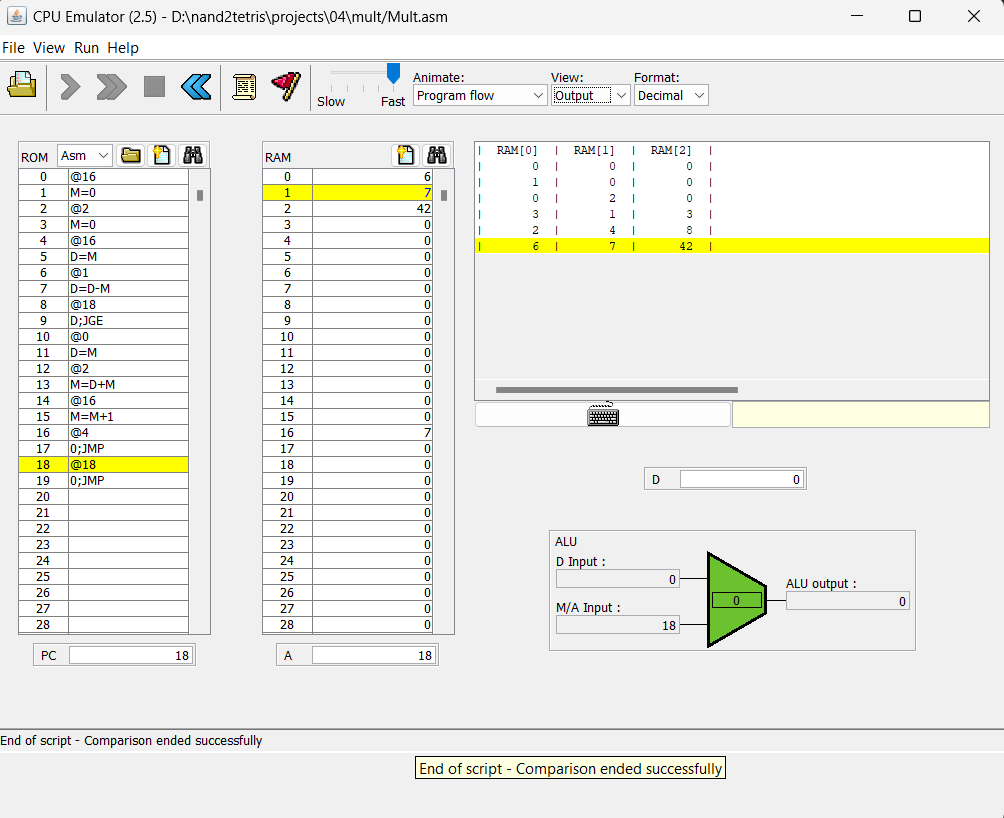 CPU Emulator (2.5) - D:\nand2tetris\projects\04\mult/Mult.asm
File View Run Help
Slow Fast
Animate:
Program flow
View:
Output
Format:
Decimal
ROM Asm
0 @16
1 M=0
2 @2
3 M=0
4 @16
5 D=M
6 @1
7 D=D-M
8 @18
9 D;JGE
10 @0
11 D=M
12 @2
13 M=D+M
14 @16
15 M=M+1
16 @4
17 0;JMP
18 @18
19 0;JMP
20
21
22
23
24
25
26
27
28
PC 18
RAM
0 6
1 7
2 42
3 0
4 0
5 0
6 0
7 0
8 0
9 0
10 0
11 0
12 0
13 0
14 0
15 0
16 7
17 0
18 0
19 0
20 0
21 0
22 0
23 0
24 0
25 0
26 0
27 0
28 0
A 18
| RAM[0] | RAM[1] | RAM[2] |
| 0 | 0 | 0 |
| 1 | 0 | 0 |
| 0 | 2 | 0 |
| 3 | 1 | 3 |
| 2 | 4 | 8 |
| 6 | 7 | 42 |
D 0
ALU
D Input :
0
M/A Input :
18
0
ALU output :
0
End of script - Comparison ended successfully
End of script - Comparison ended successfully